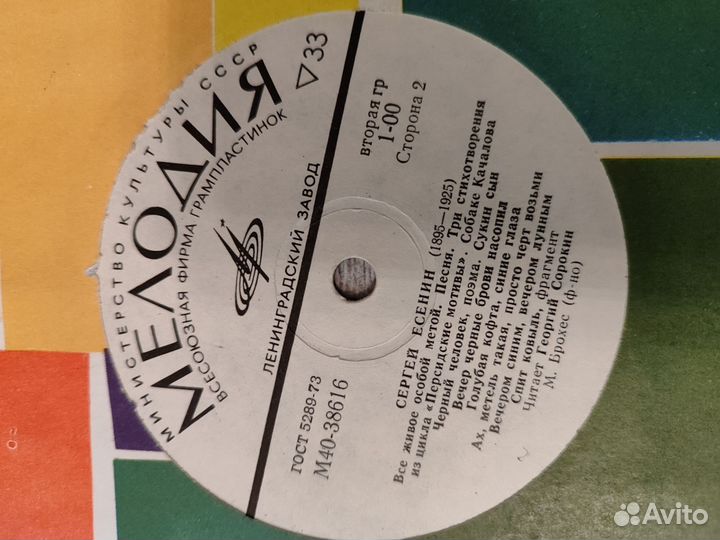 МИНИСТЕРСТВО КУЛЬТУРЫ СССР
МЕЛОДИЯ
ВСЕСОЮЗНАЯ ФИРМА ГРАМПЛАСТИНОК
ЛЕНИНГРАДСКИЙ ЗАВОД
33
ГОСТ 5289-73
М40-38616
вторая гр
1-00
Сторона 2
СЕРГЕЙ ЕСЕНИН (1895—1925)
Все живое особой метой. Песня. Три стихотворения
из цикла «Персидские мотивы». Собаке Качалова
Черный человек, поэма. Сукин сын
Вечер черные брови насопил
Голубая кофта, синие глаза
Ах, метель такая, просто черт возьми
Вечером синим, вечером лунным
Спит ковыль, фрагмент
Читает Георгий Сорокин
М. Брохес (ф-но)
Avito